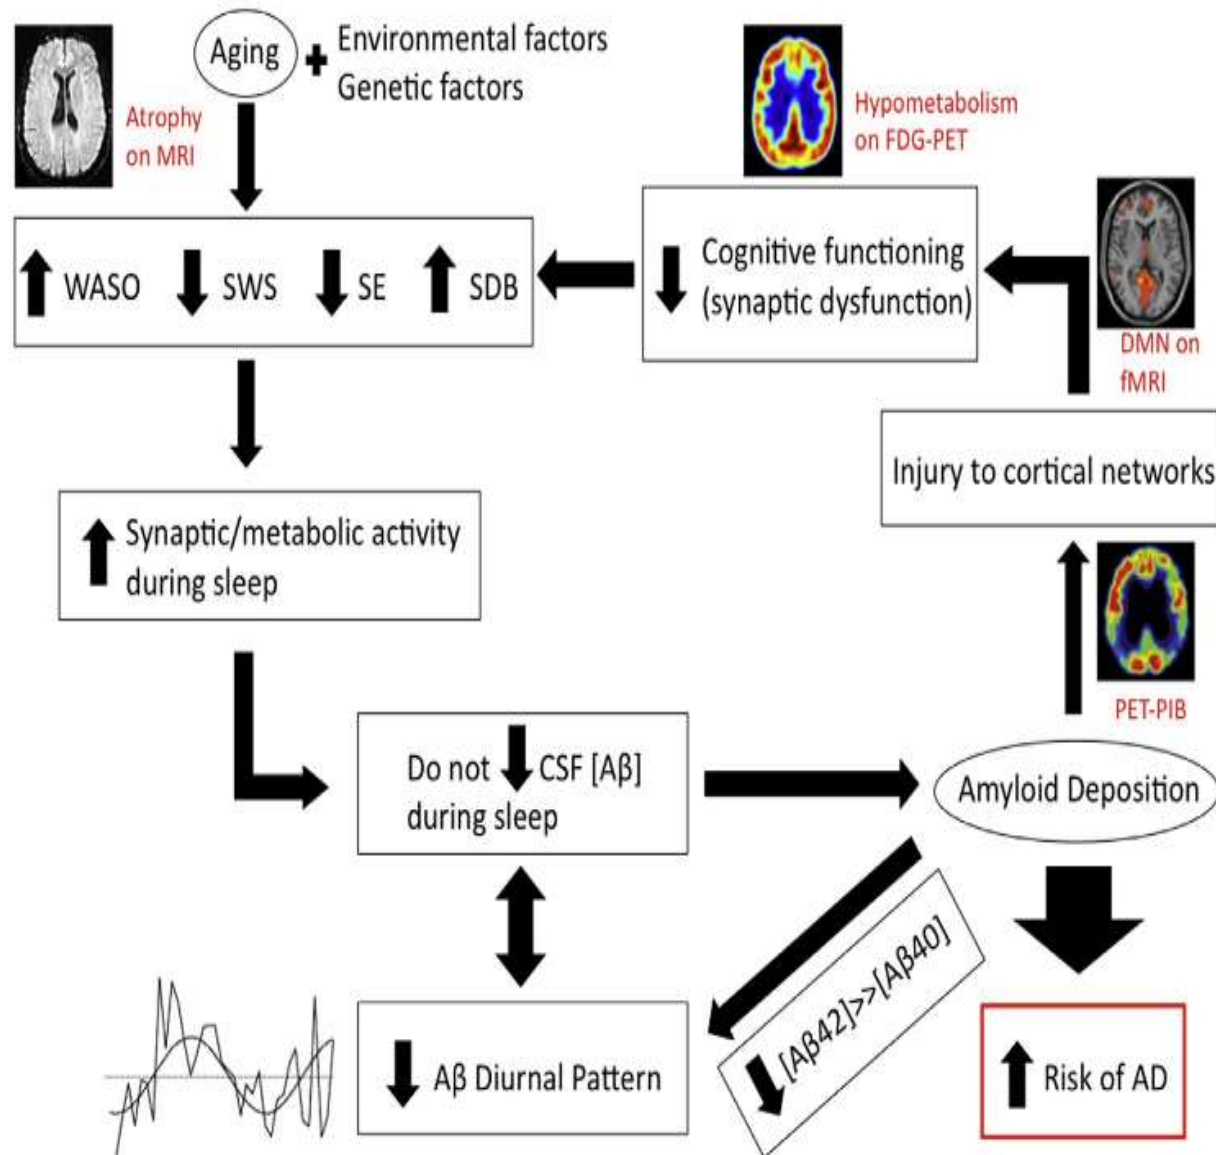 Aging
Environmental factors
Genetic factors
Atrophy
on MRI
Hypometabolism
on FDG-PET
WASO
SWS
SE
SDB
Cognitive functioning
(synaptic dysfunction)
DMN on
fMRI
Injury to cortical networks
Synaptic/metabolic activity
during sleep
PET-PIB
Do not CSF [Aβ]
during sleep
Amyloid Deposition
[Aβ42]>>[Aβ40]
Aβ Diurnal Pattern
Risk of AD